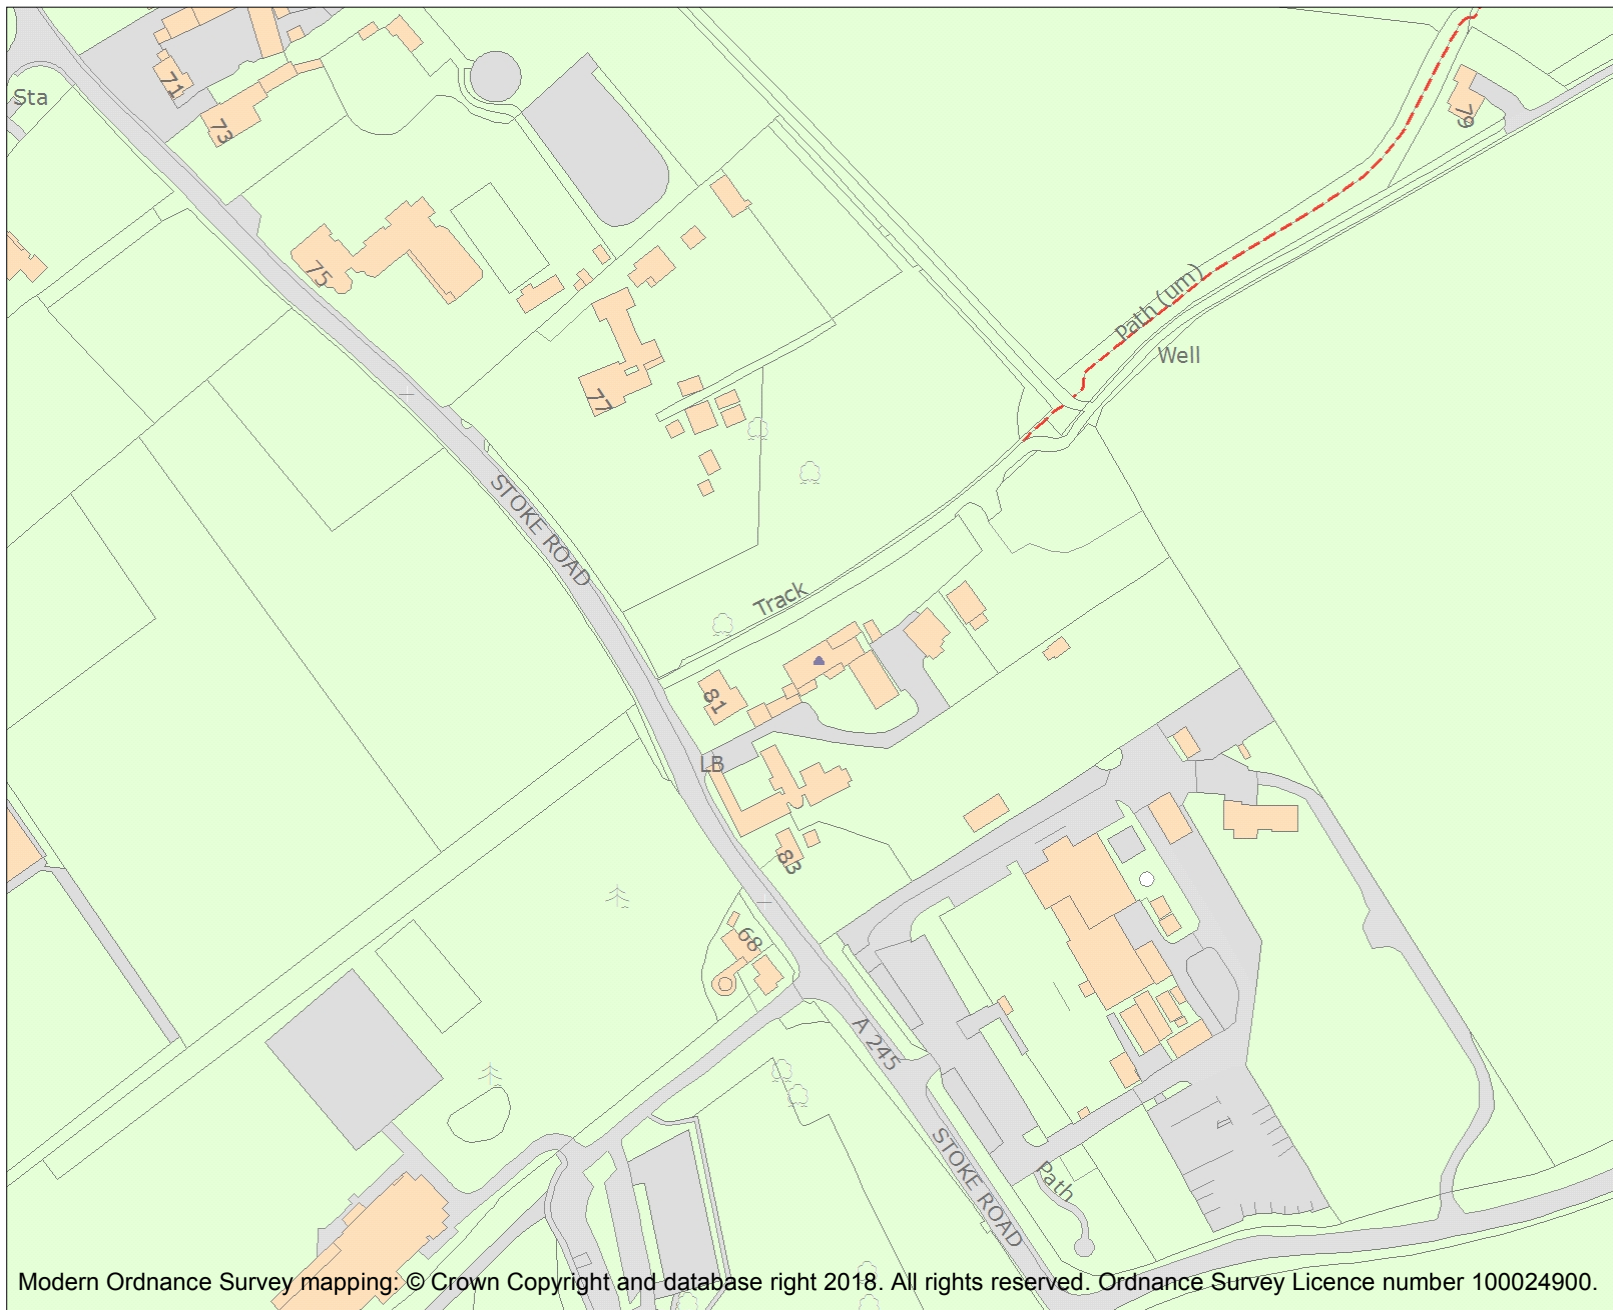 71
Sta
73
79
75
Path (um)
Well
77
STOKE ROAD
Track
81
LB
83
68
A 245
STOKE ROAD
Path
Modern Ordnance Survey mapping: © Crown Copyright and database right 2018. All rights reserved. Ordnance Survey Licence number 100024900.